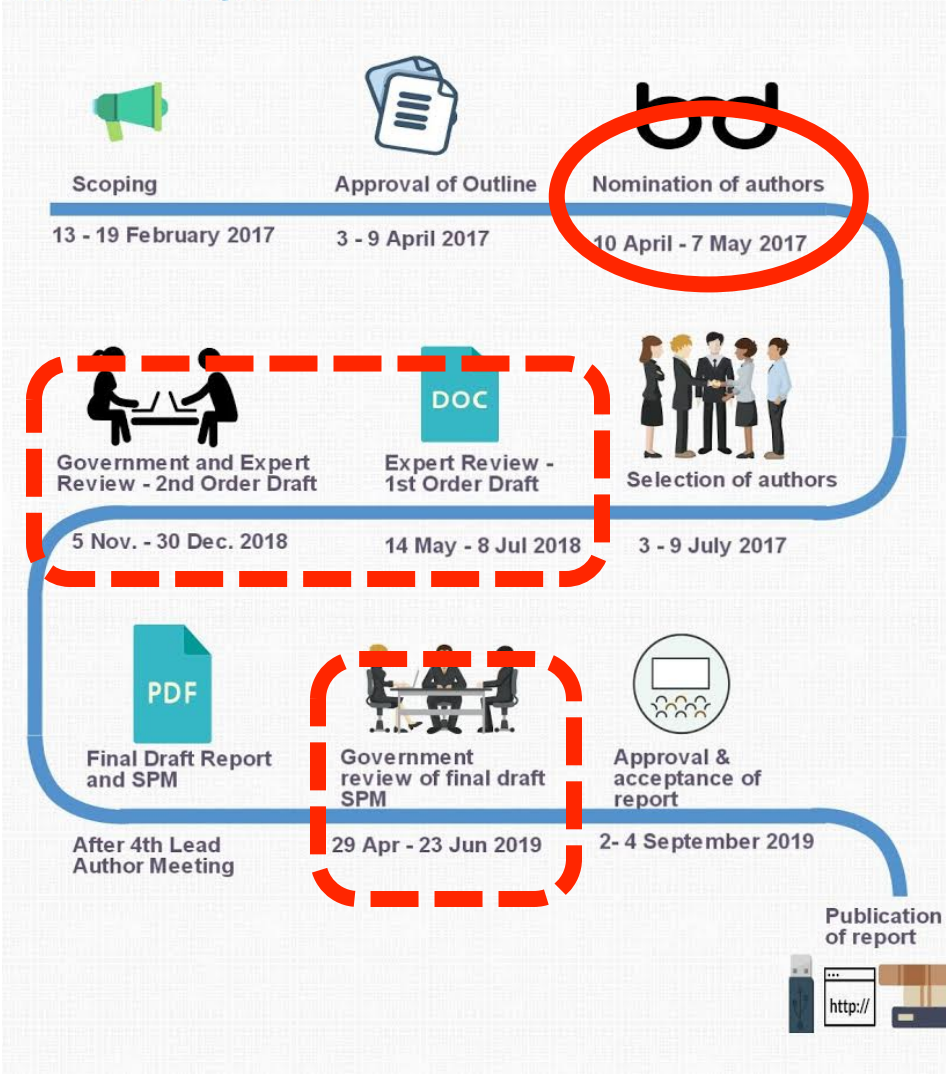 Scoping
Approval of Outline
Nomination of authors
13 - 19 February 2017
3 - 9 April 2017
10 April - 7 May 2017
DOC
Government and Expert
Review - 2nd Order Draft
Expert Review -
1st Order Draft
Selection of authors
5 Nov. - 30 Dec. 2018
14 May - 8 Jul 2018
3 - 9 July 2017
PDF
Final Draft Report
and SPM
Government
review of final draft
SPM
Approval &
acceptance of
report
After 4th Lead
Author Meeting
29 Apr - 23 Jun 2019
2- 4 September 2019
Publication
of report
http://